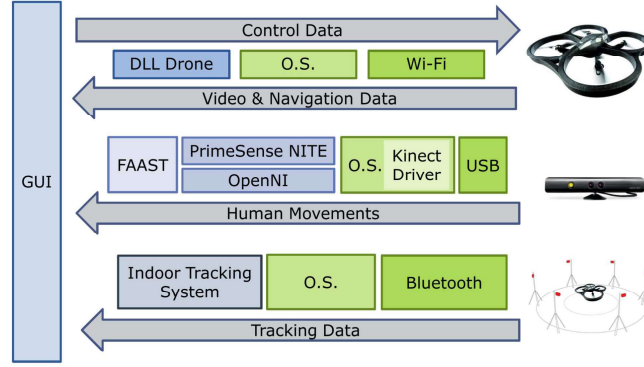 Control Data
DLL Drone O.S. Wi-Fi
Video & Navigation Data
GUI
FAAST PrimeSense NITE O.S. Kinect Driver USB
OpenNI
Human Movements
Indoor Tracking System O.S. Bluetooth
Tracking Data